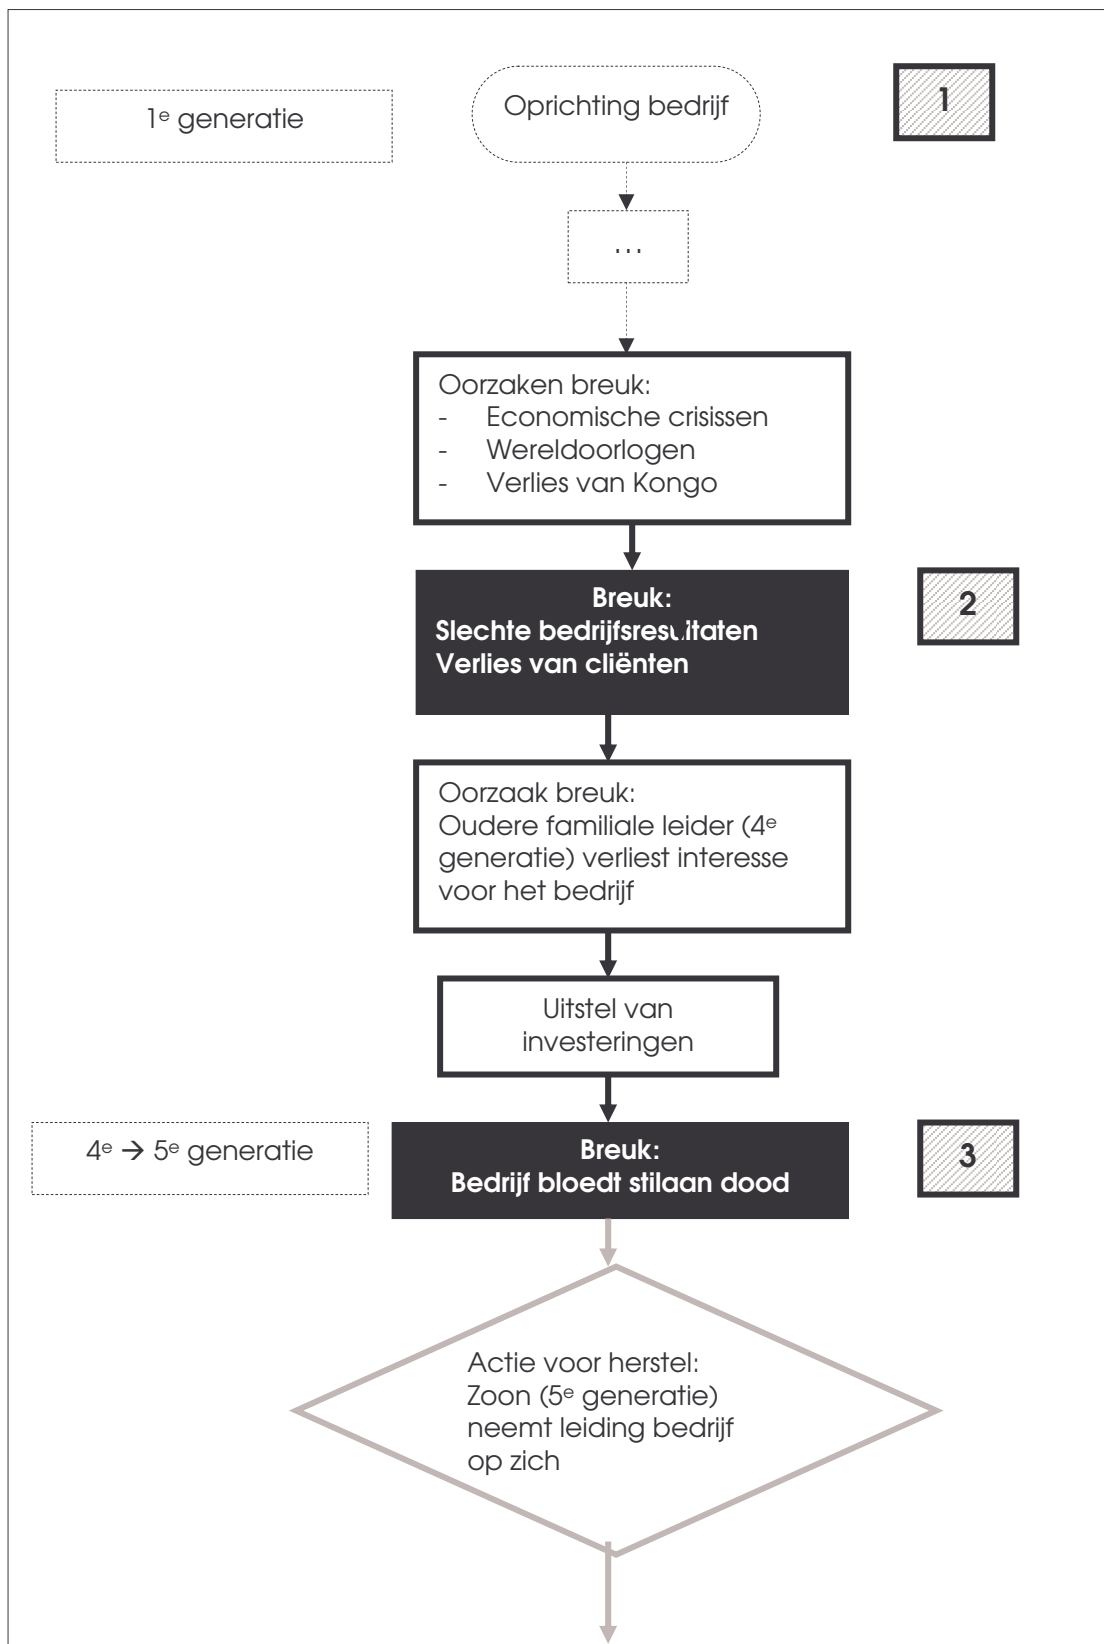 1e generatie
Oprichting bedrijf
1
...
Oorzaken breuk:
- Economische crisissen
- Wereldoorlogen
- Verlies van Kongo
Breuk:
Slechte bedrijfsresultaten
Verlies van cliënten
2
Oorzaak breuk:
Oudere familiale leider (4e
generatie) verliest interesse
voor het bedrijf
Uitstel van
investeringen
4e → 5e generatie
Breuk:
Bedrijf bloedt stilaan dood
3
Actie voor herstel:
Zoon (5e generatie)
neemt leiding bedrijf
op zich